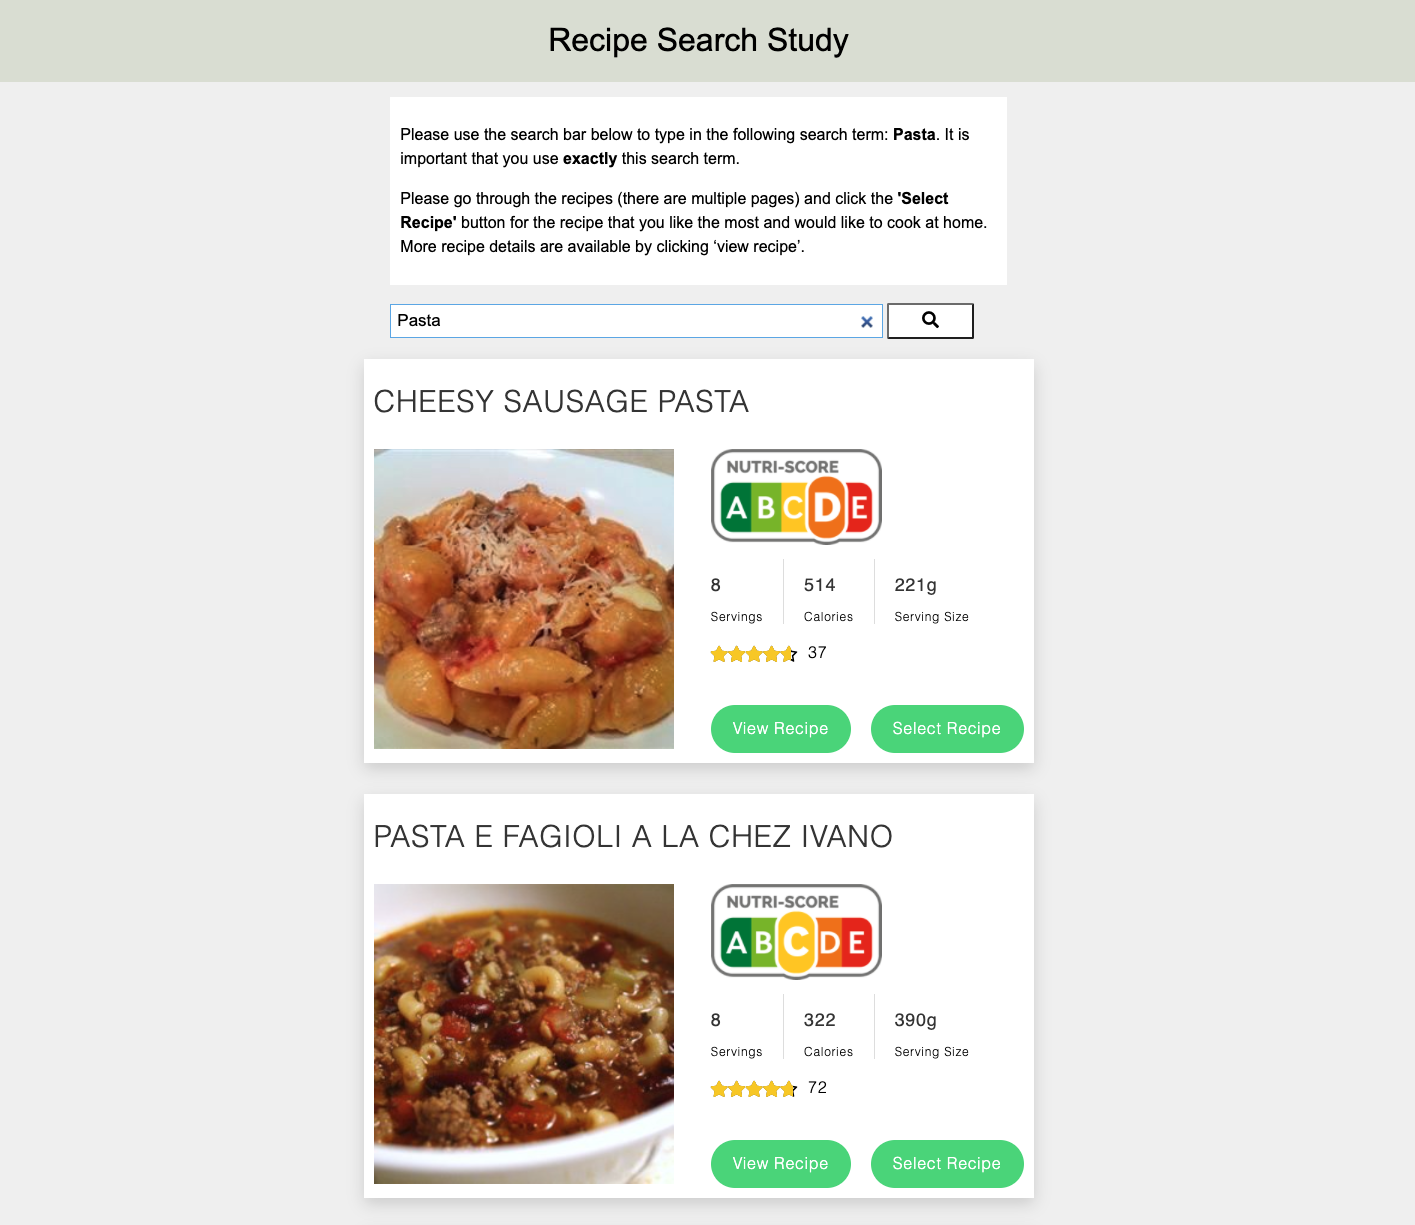 Recipe Search Study
Please use the search bar below to type in the following search term: Pasta. It is
important that you use exactly this search term.
Please go through the recipes (there are multiple pages) and click the 'Select
Recipe' button for the recipe that you like the most and would like to cook at home.
More recipe details are available by clicking ‘view recipe’.
Pasta
CHEESY SAUSAGE PASTA
NUTRI-SCORE
A B C D E
8 514 221g
Servings Calories Serving Size
37
View Recipe Select Recipe
PASTA E FAGIOLI A LA CHEZ IVANO
NUTRI-SCORE
A B C D E
8 322 390g
Servings Calories Serving Size
72
View Recipe Select Recipe